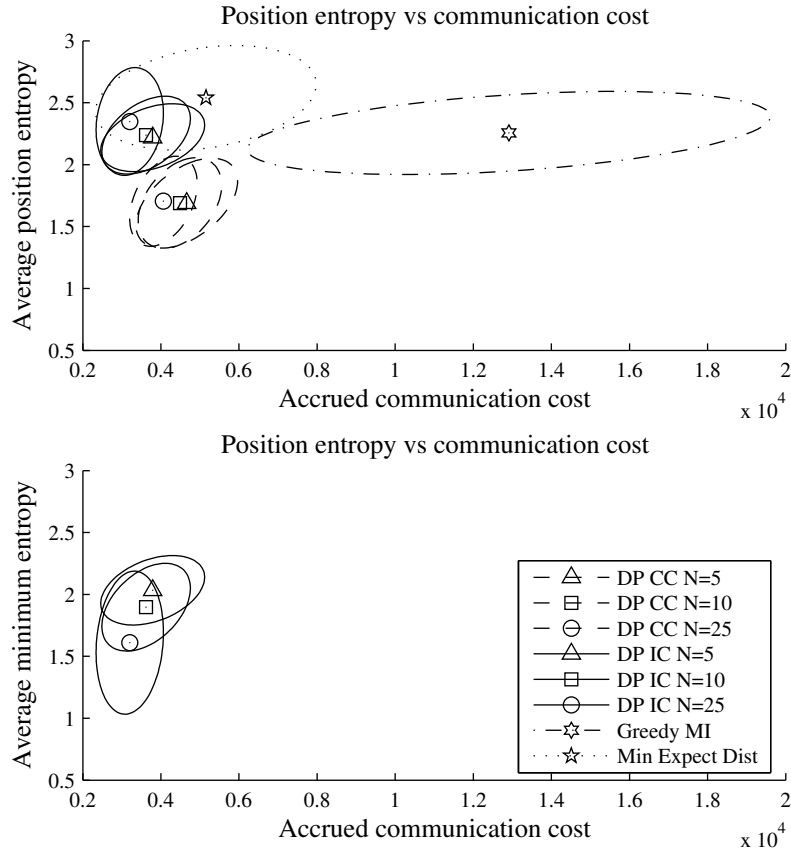 Position entropy vs communication cost
3
2.5
2
1.5
1
0.5
Average position entropy
0.2 0.4 0.6 0.8 1 1.2 1.4 1.6 1.8 2
Accrued communication cost
x 10^4
Position entropy vs communication cost
3
2.5
2
1.5
1
0.5
Average minimum entropy
DP CC N=5
DP CC N=10
DP CC N=25
DP IC N=5
DP IC N=10
DP IC N=25
Greedy MI
Min Expect Dist
0.2 0.4 0.6 0.8 1 1.2 1.4 1.6 1.8 2
Accrued communication cost
x 10^4